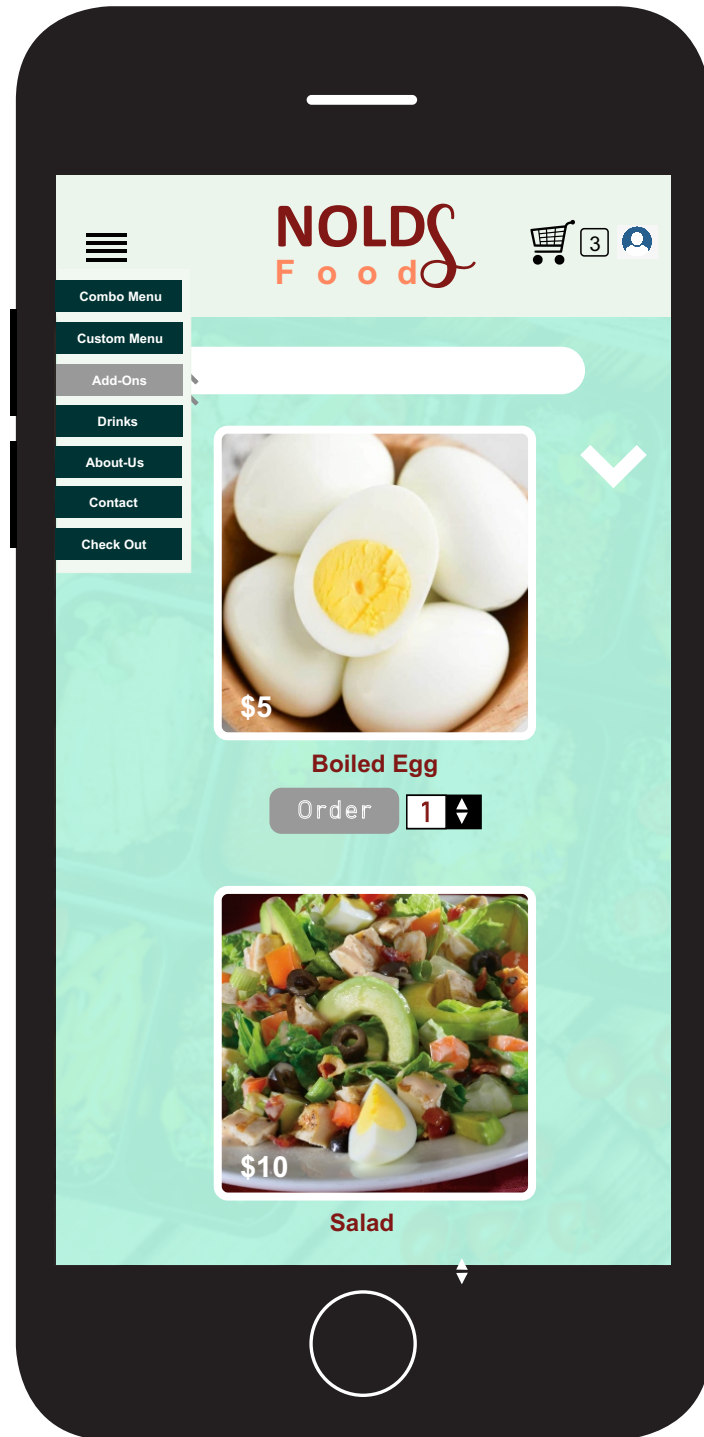 NOLDS
Food
3
Combo Menu
Custom Menu
Add-Ons
Drinks
About-Us
Contact
Check Out
$5
Boiled Egg
Order
1
$10
Salad